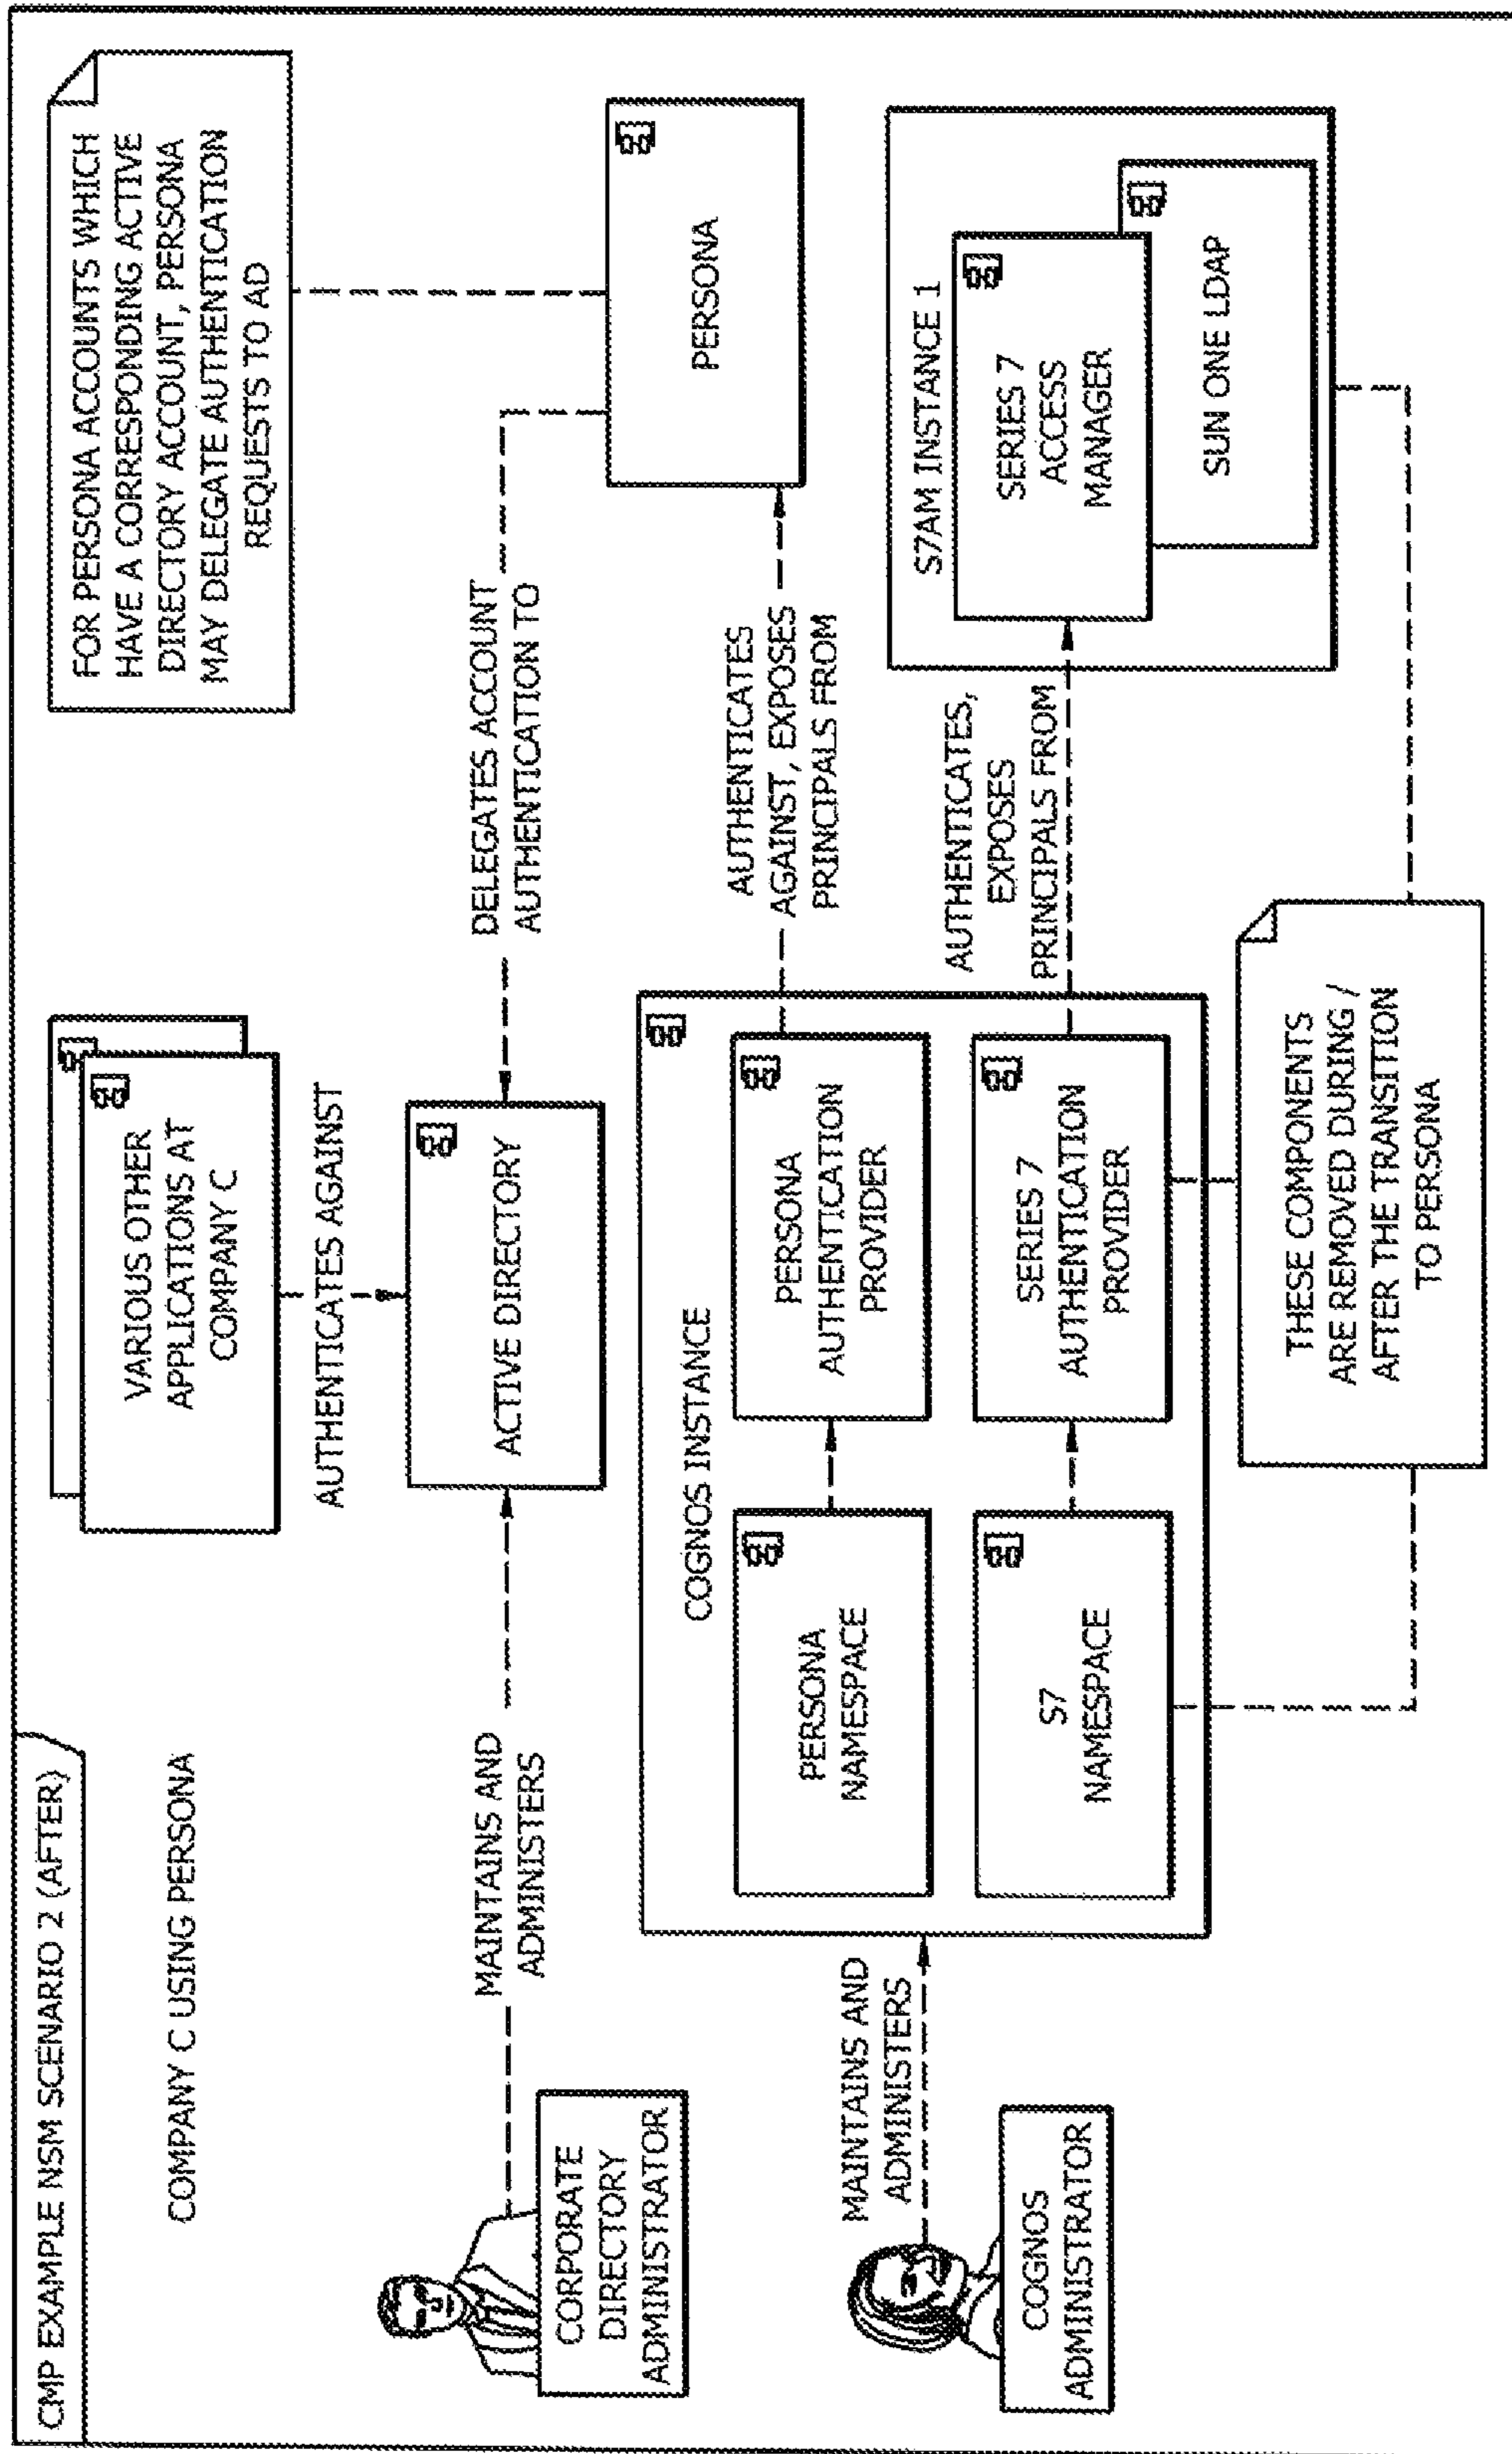 CMP EXAMPLE NSM SCENARIO 2 (AFTER)
COMPANY C USING PERSONA
VARIOUS OTHER
APPLICATIONS AT
COMPANY C
FOR PERSONA ACCOUNTS WHICH
HAVE A CORRESPONDING ACTIVE
DIRECTORY ACCOUNT, PERSONA
MAY DELEGATE AUTHENTICATION
REQUESTS TO AD
AUTHENTICATES AGAINST
CORPORATE
DIRECTORY
ADMINISTRATOR
MAINTAINS AND
ADMINISTERS
ACTIVE DIRECTORY
DELEGATES ACCOUNT
AUTHENTICATION TO
PERSONA
COGNOS INSTANCE
PERSONA
NAMESPACE
PERSONA
AUTHENTICATION
PROVIDER
AUTHENTICATES
AGAINST, EXPOSES
PRINCIPALS FROM
COGNOS
ADMINISTRATOR
MAINTAINS AND
ADMINISTERS
S7
NAMESPACE
SERIES 7
AUTHENTICATION
PROVIDER
AUTHENTICATES,
EXPOSES
PRINCIPALS FROM
S7AM INSTANCE 1
SERIES 7
ACCESS
MANAGER
SUN ONE LDAP
THESE COMPONENTS
ARE REMOVED DURING /
AFTER THE TRANSITION
TO PERSONA